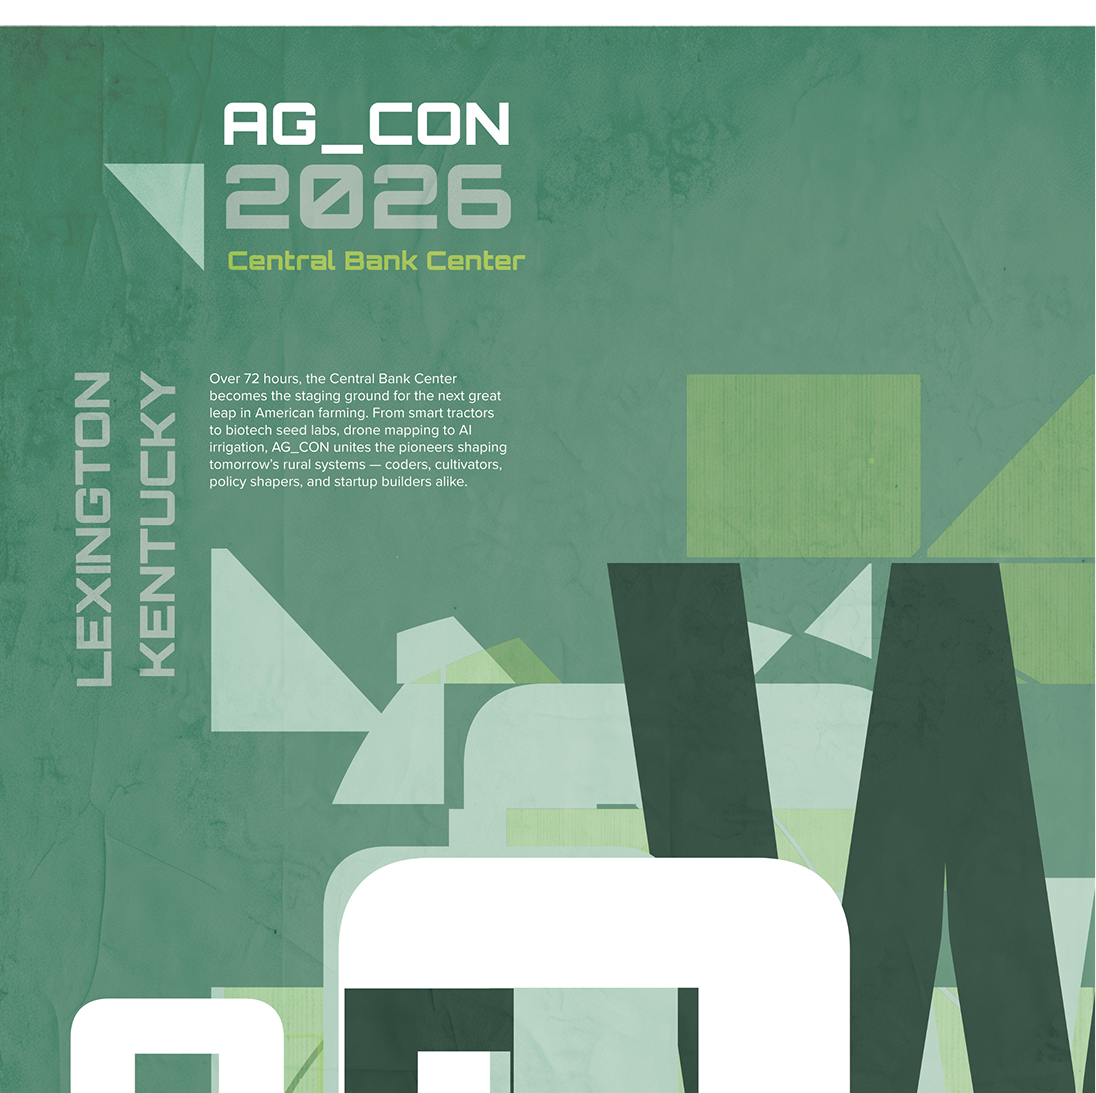 AG_CON
2026
Central Bank Center
LEXINGTON
KENTUCKY
Over 72 hours, the Central Bank Center
becomes the staging ground for the next great
leap in American farming. From smart tractors
to biotech seed labs, drone mapping to AI
irrigation, AG_CON unites the pioneers shaping
tomorrow’s rural systems — coders, cultivators,
policy shapers, and startup builders alike.